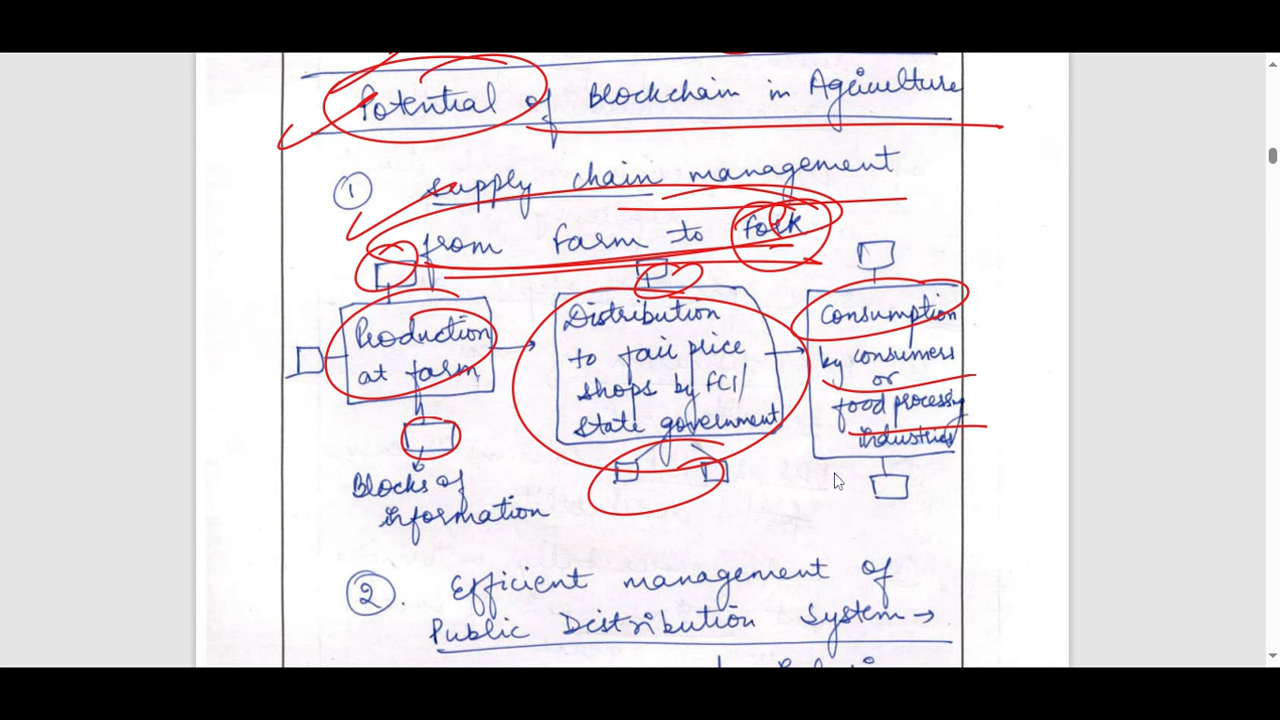 Potential of Blockchain in Agriculture
① supply chain management
from farm to fork
Production
at farm
Distribution
to fair price
shops by FCI/
State government
Consumption
by consumers
or
food processing
industries
Blocks of
information
②. Efficient management of
Public Distribution System →